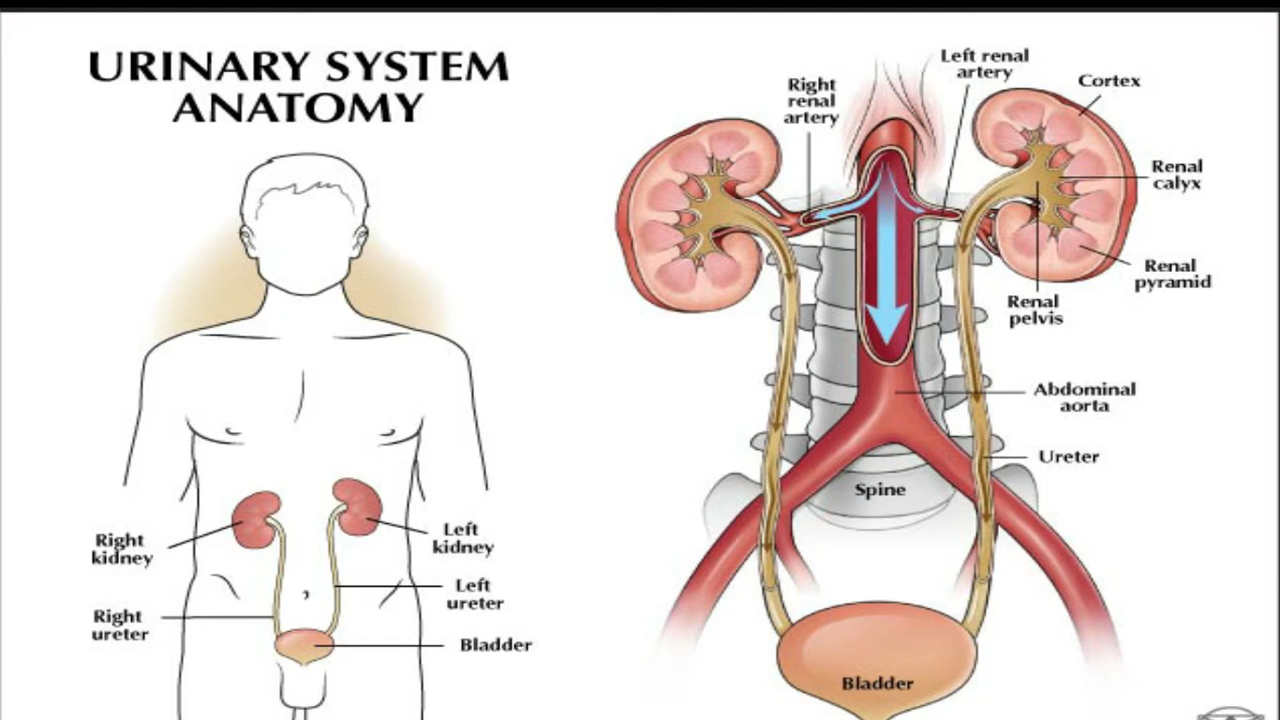 URINARY SYSTEM
ANATOMY
Right
kidney
Right
ureter
Left
kidney
Left
ureter
Bladder
Right
renal
artery
Left renal
artery
Cortex
Renal
calyx
Renal
pyramid
Renal
pelvis
Abdominal
aorta
Ureter
Spine
Bladder